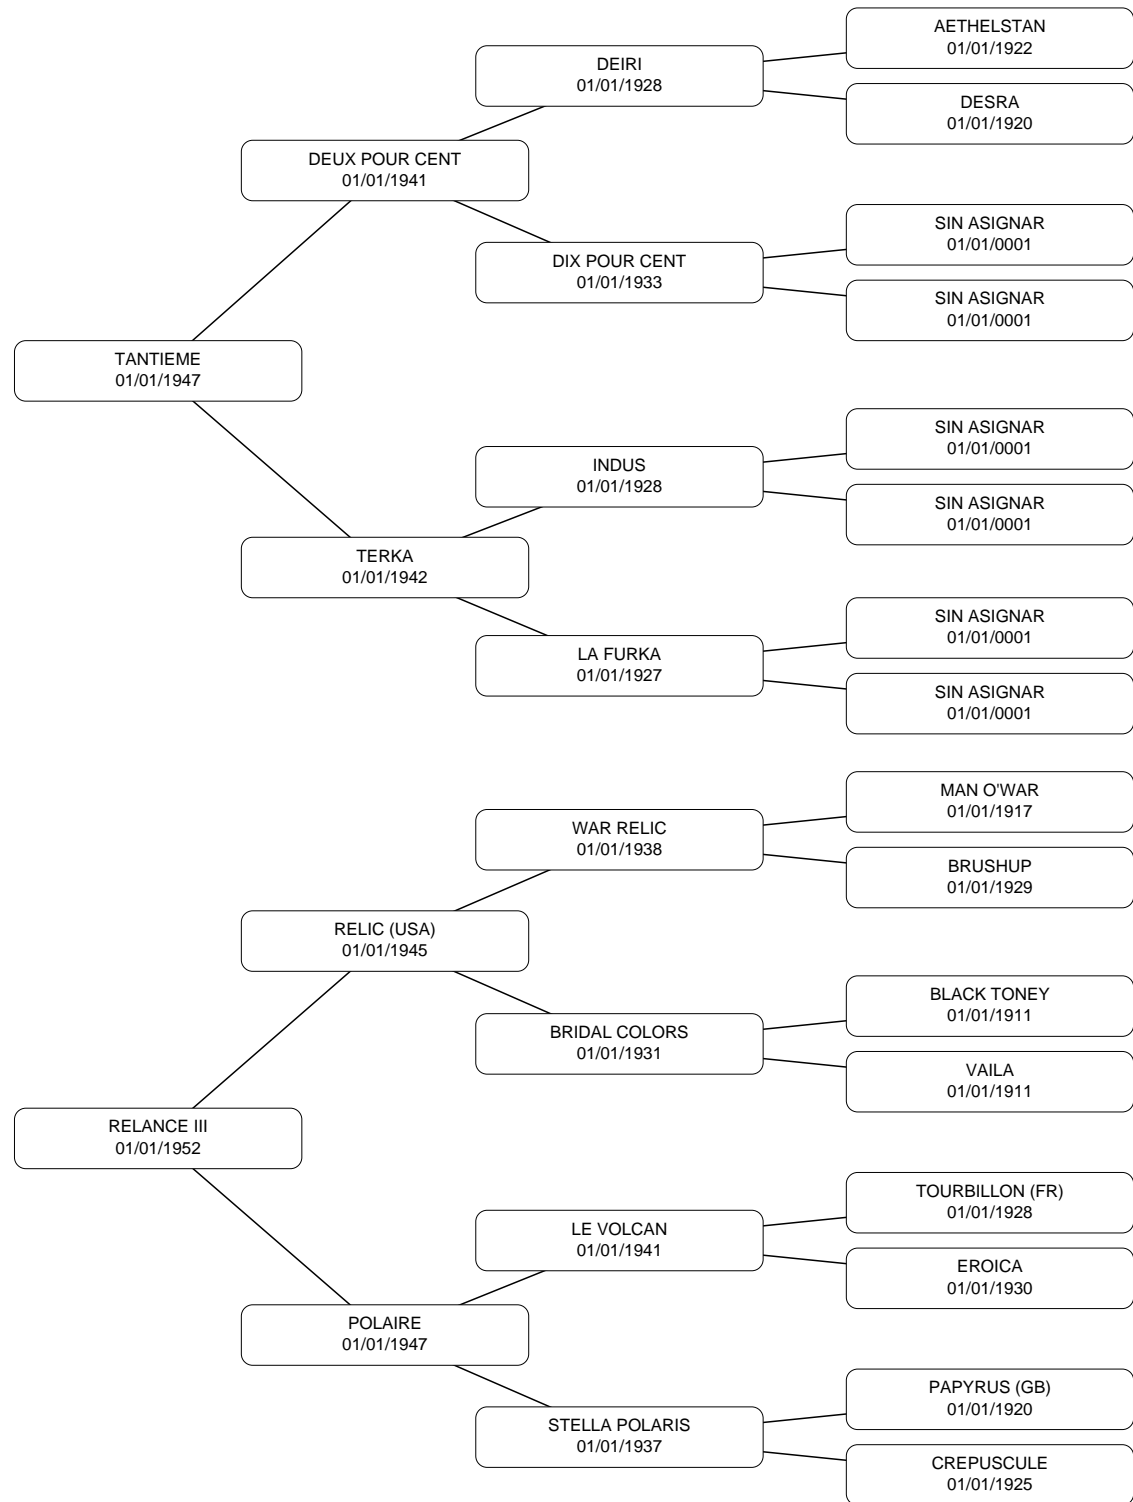 AETHELSTAN
01/01/1922
DEIRI
01/01/1928
DESRA
01/01/1920
DEUX POUR CENT
01/01/1941
SIN ASIGNAR
01/01/0001
DIX POUR CENT
01/01/1933
SIN ASIGNAR
01/01/0001
TANTIEME
01/01/1947
SIN ASIGNAR
01/01/0001
INDUS
01/01/1928
SIN ASIGNAR
01/01/0001
TERKA
01/01/1942
SIN ASIGNAR
01/01/0001
LA FURKA
01/01/1927
SIN ASIGNAR
01/01/0001
MAN O'WAR
01/01/1917
WAR RELIC
01/01/1938
BRUSHUP
01/01/1929
RELIC (USA)
01/01/1945
BLACK TONEY
01/01/1911
BRIDAL COLORS
01/01/1931
VAILA
01/01/1911
RELANCE III
01/01/1952
TOURBILLON (FR)
01/01/1928
LE VOLCAN
01/01/1941
EROICA
01/01/1930
POLAIRE
01/01/1947
PAPYRUS (GB)
01/01/1920
STELLA POLARIS
01/01/1937
CREPUSCULE
01/01/1925